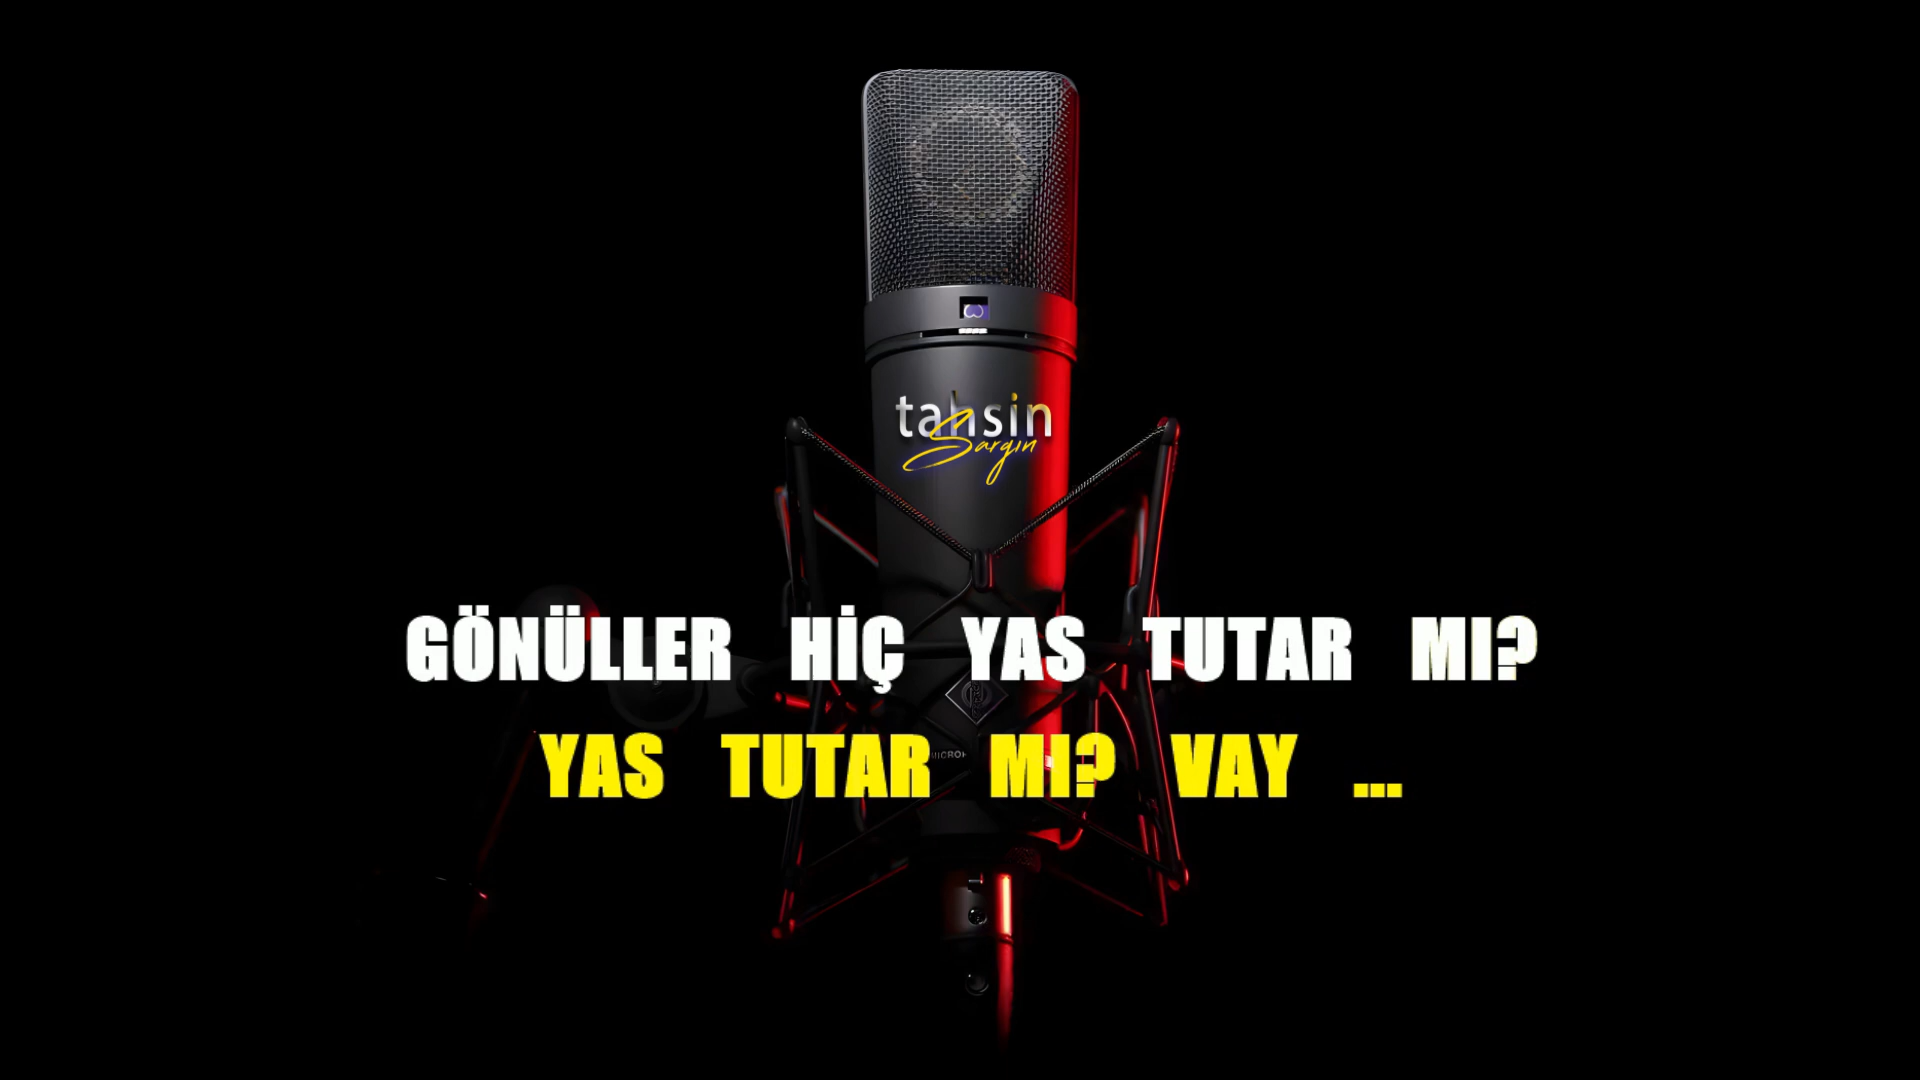 tahsin
Sargın
GÖNÜLLER HİÇ YAS TUTAR MI?
YAS TUTAR MI? VAY ...